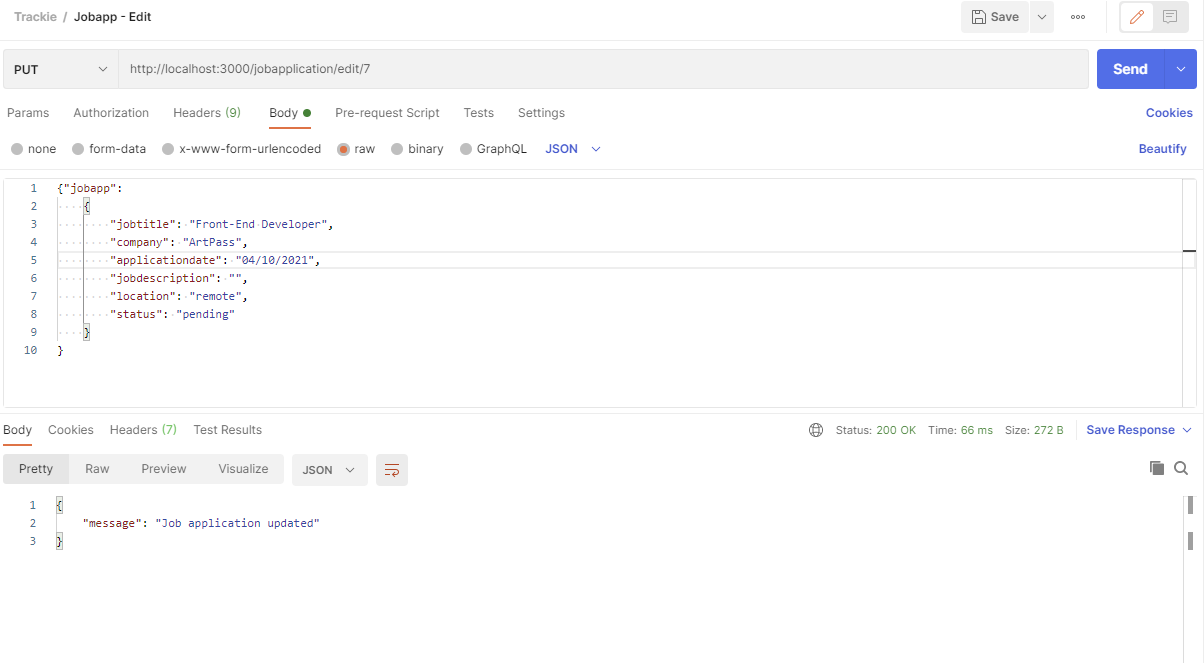 Trackie / Jobapp - Edit Save
PUT http://localhost:3000/jobapplication/edit/7 Send
Params Authorization Headers (9) Body Pre-request Script Tests Settings Cookies
none form-data x-www-form-urlencoded raw binary GraphQL JSON Beautify
1 {"jobapp":
2 {
3 "jobtitle": "Front-End Developer",
4 "company": "ArtPass",
5 "applicationdate": "04/10/2021",
6 "jobdescription": "",
7 "location": "remote",
8 "status": "pending"
9 }
10 }
Body Cookies Headers (7) Test Results Status: 200 OK Time: 66 ms Size: 272 B Save Response
Pretty Raw Preview Visualize JSON
1 {
2 "message": "Job application updated"
3 }